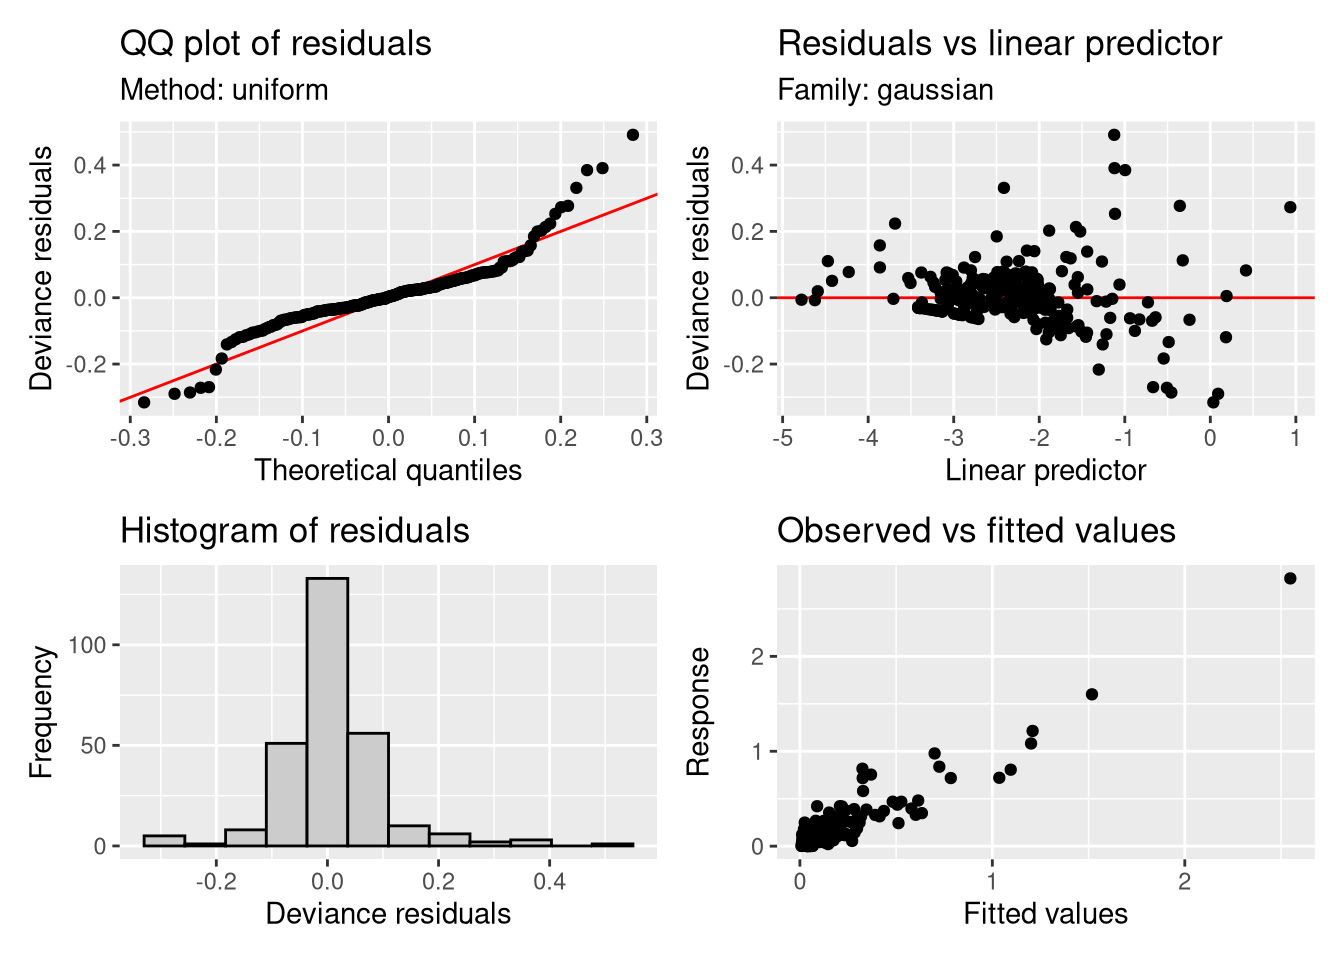 QQ plot of residuals
Method: uniform
Deviance residuals
0.4
0.2
0.0
-0.2
-0.3 -0.2 -0.1 0.0 0.1 0.2 0.3
Theoretical quantiles
Residuals vs linear predictor
Family: gaussian
Deviance residuals
0.4
0.2
0.0
-0.2
-5 -4 -3 -2 -1 0 1
Linear predictor
Histogram of residuals
Frequency
100
50
0
-0.2 0.0 0.2 0.4
Deviance residuals
Observed vs fitted values
Response
2
1
0
0 1 2
Fitted values